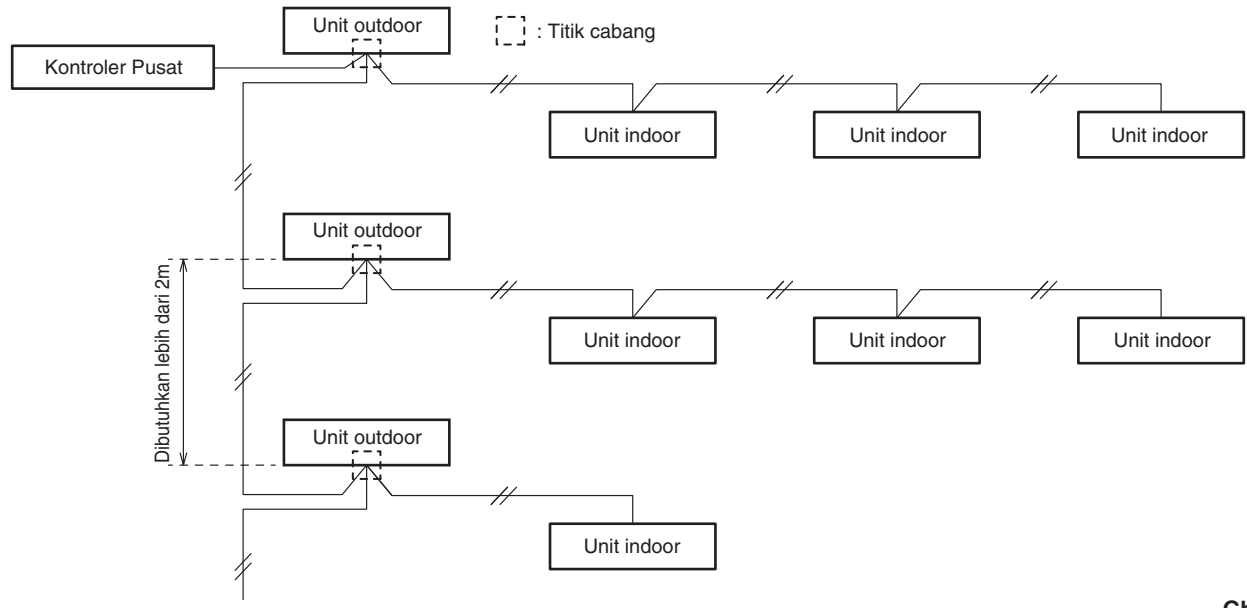 Unit outdoor
: Titik cabang
Kontroler Pusat
Unit indoor
Unit indoor
Unit indoor
Unit outdoor
Dibutuhkan lebih dari 2m
Unit indoor
Unit indoor
Unit indoor
Unit outdoor
Unit indoor